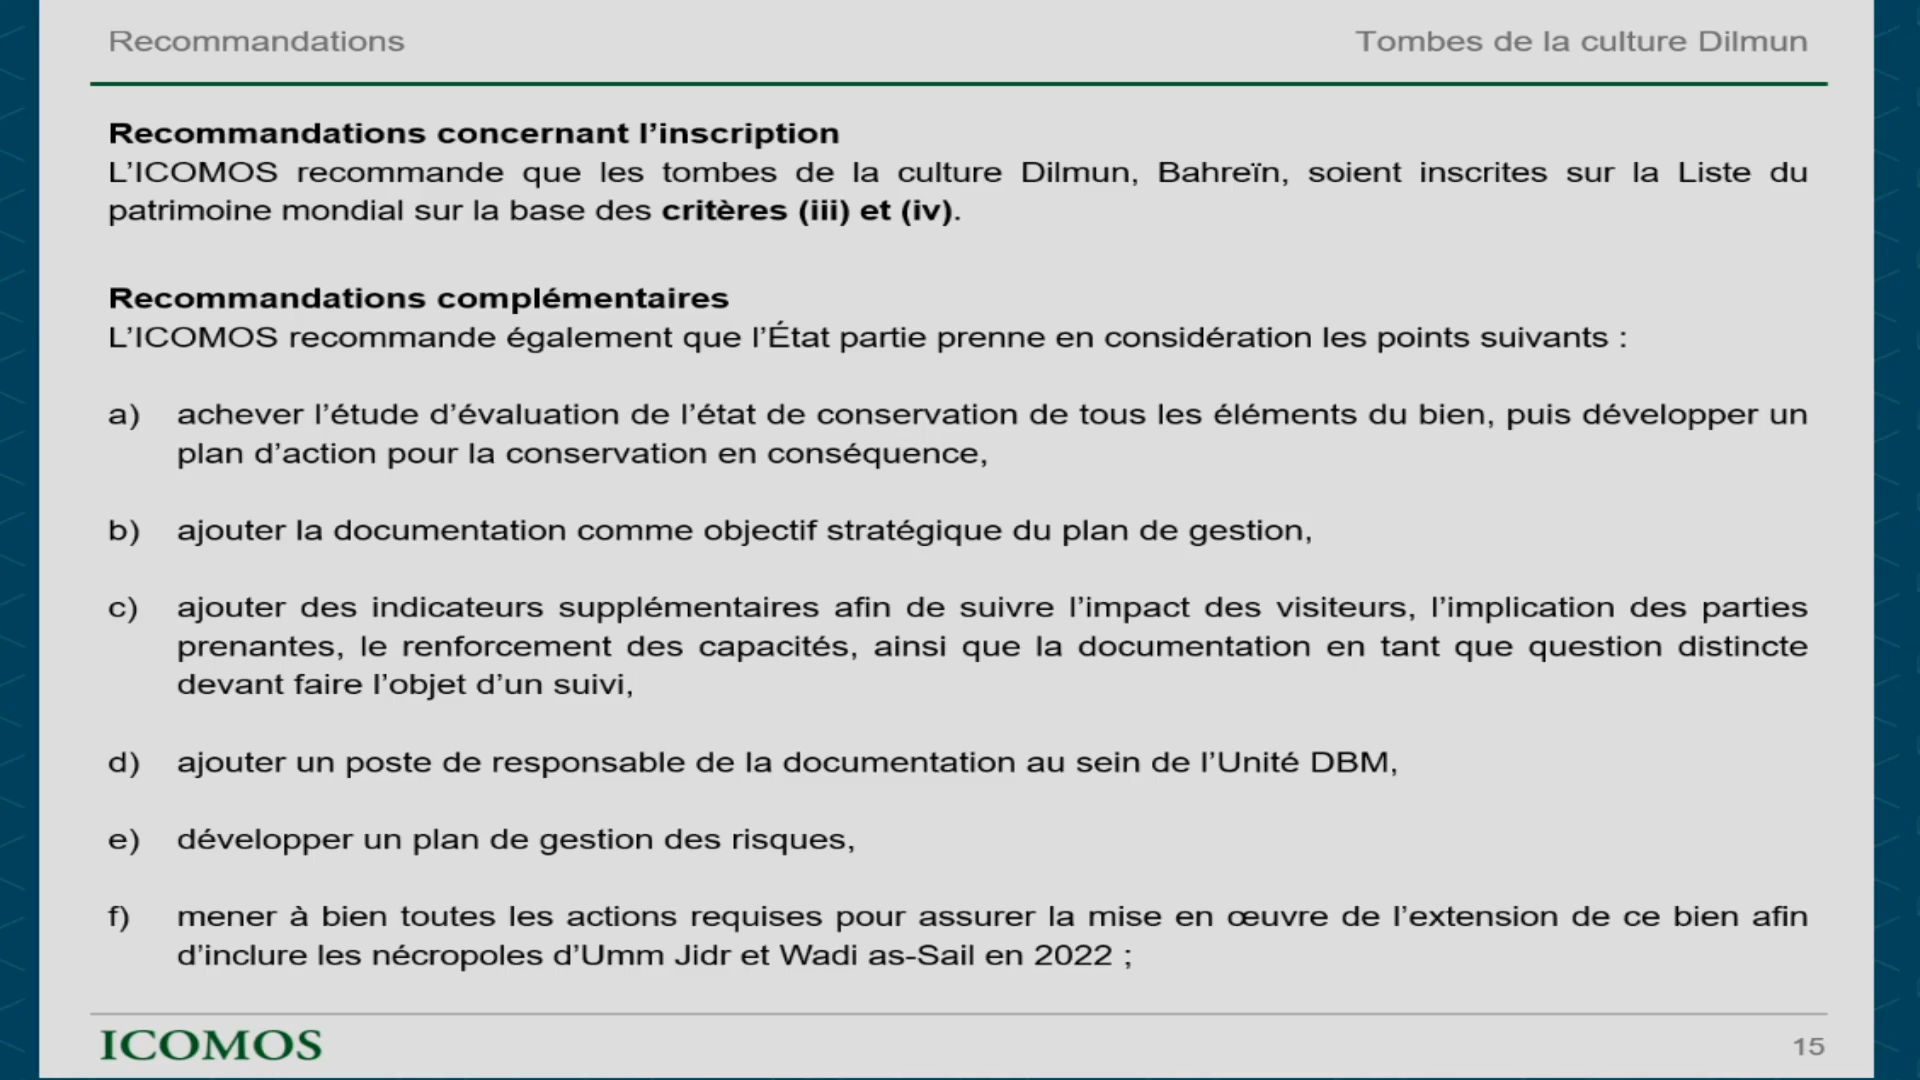 Recommandations
Tombes de la culture Dilmun
Recommandations concernant l’inscription
L’ICOMOS recommande que les tombes de la culture Dilmun, Bahreïn, soient inscrites sur la Liste du
patrimoine mondial sur la base des critères (iii) et (iv).
Recommandations complémentaires
L’ICOMOS recommande également que l’État partie prenne en considération les points suivants :
a) achever l’étude d’évaluation de l’état de conservation de tous les éléments du bien, puis développer un
plan d’action pour la conservation en conséquence,
b) ajouter la documentation comme objectif stratégique du plan de gestion,
c) ajouter des indicateurs supplémentaires afin de suivre l’impact des visiteurs, l’implication des parties
prenantes, le renforcement des capacités, ainsi que la documentation en tant que question distincte
devant faire l’objet d’un suivi,
d) ajouter un poste de responsable de la documentation au sein de l’Unité DBM,
e) développer un plan de gestion des risques,
f) mener à bien toutes les actions requises pour assurer la mise en œuvre de l’extension de ce bien afin
d’inclure les nécropoles d’Umm Jidr et Wadi as-Sail en 2022 ;
ICOMOS
15